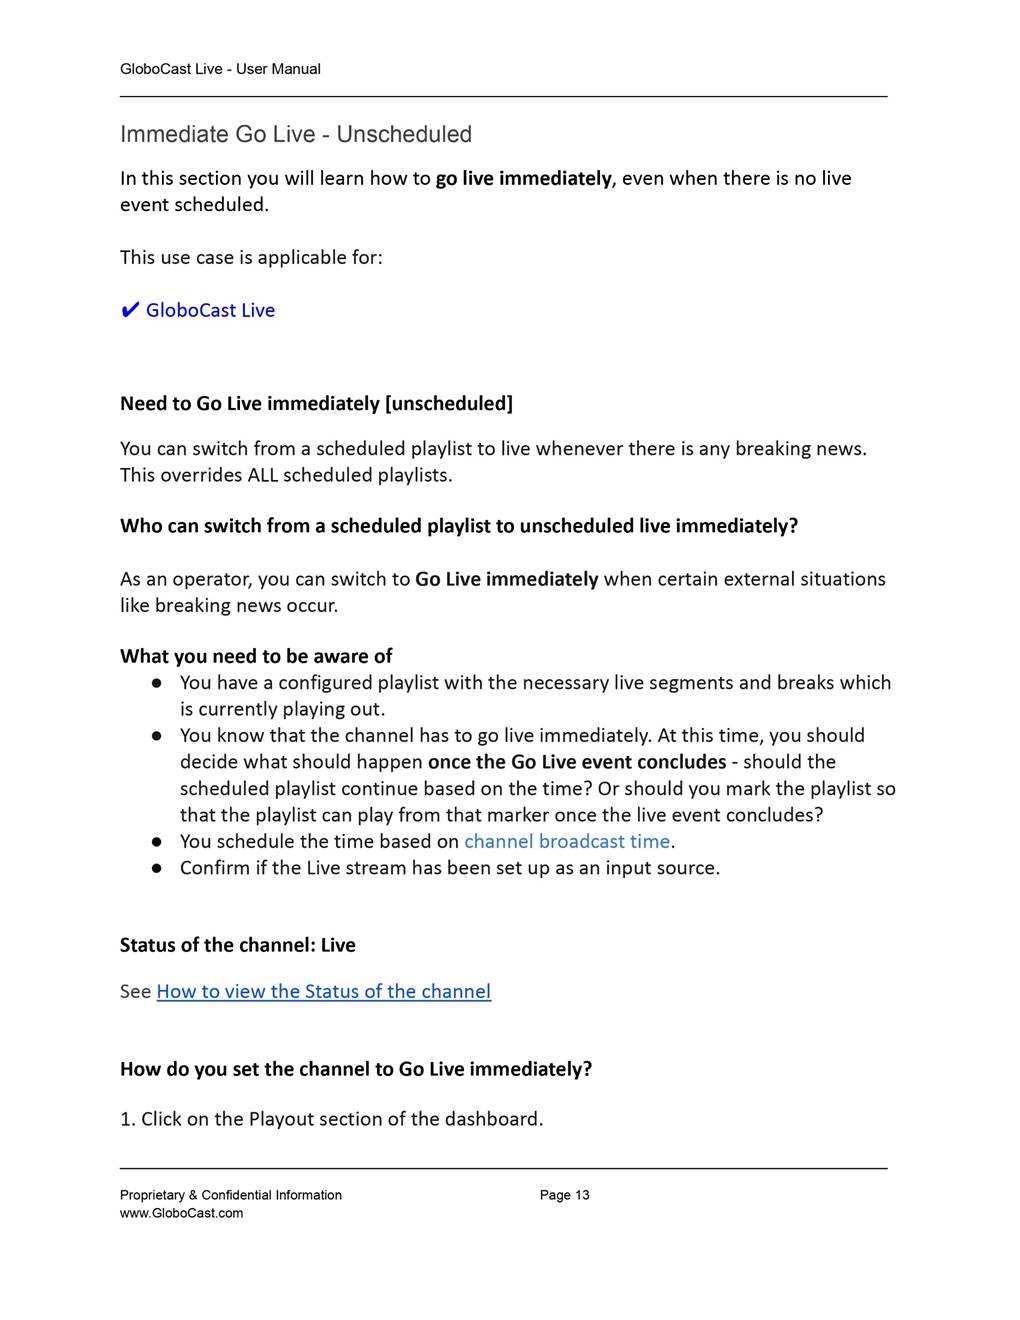 GloboCast Live - User Manual
Immediate Go Live - Unscheduled
In this section you will learn how to go live immediately, even when there is no live
event scheduled.
This use case is applicable for:
✔ GloboCast Live
Need to Go Live immediately [unscheduled]
You can switch from a scheduled playlist to live whenever there is any breaking news.
This overrides ALL scheduled playlists.
Who can switch from a scheduled playlist to unscheduled live immediately?
As an operator, you can switch to Go Live immediately when certain external situations
like breaking news occur.
What you need to be aware of
● You have a configured playlist with the necessary live segments and breaks which
is currently playing out.
● You know that the channel has to go live immediately. At this time, you should
decide what should happen once the Go Live event concludes - should the
scheduled playlist continue based on the time? Or should you mark the playlist so
that the playlist can play from that marker once the live event concludes?
● You schedule the time based on channel broadcast time.
● Confirm if the Live stream has been set up as an input source.
Status of the channel: Live
See How to view the Status of the channel
How do you set the channel to Go Live immediately?
1. Click on the Playout section of the dashboard.
Proprietary & Confidential Information Page 13
www.GloboCast.com